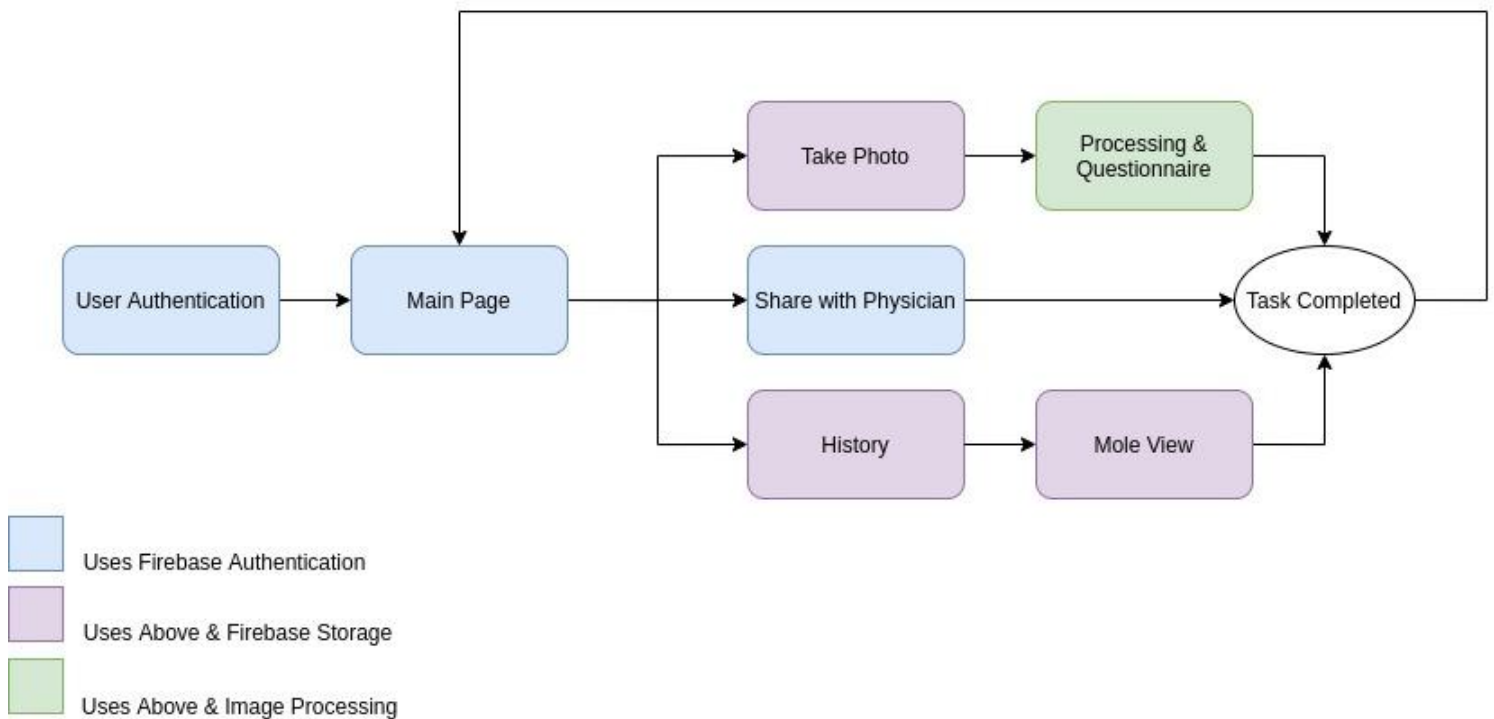 Take Photo
Processing &
Questionnaire
User Authentication
Main Page
Share with Physician
Task Completed
History
Mole View
Uses Firebase Authentication
Uses Above & Firebase Storage
Uses Above & Image Processing